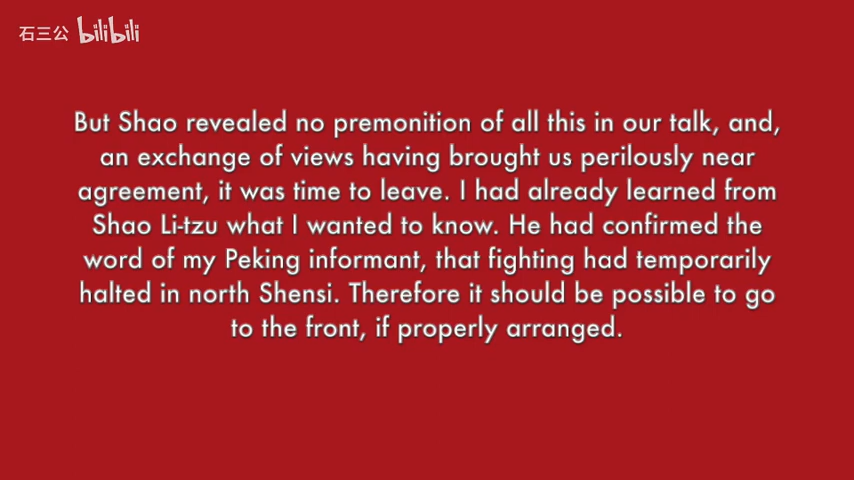 石三公 bilibili
But Shao revealed no premonition of all this in our talk, and,
an exchange of views having brought us perilously near
agreement, it was time to leave. I had already learned from
Shao Li-tzu what I wanted to know. He had confirmed the
word of my Peking informant, that fighting had temporarily
halted in north Shensi. Therefore it should be possible to go
to the front, if properly arranged.